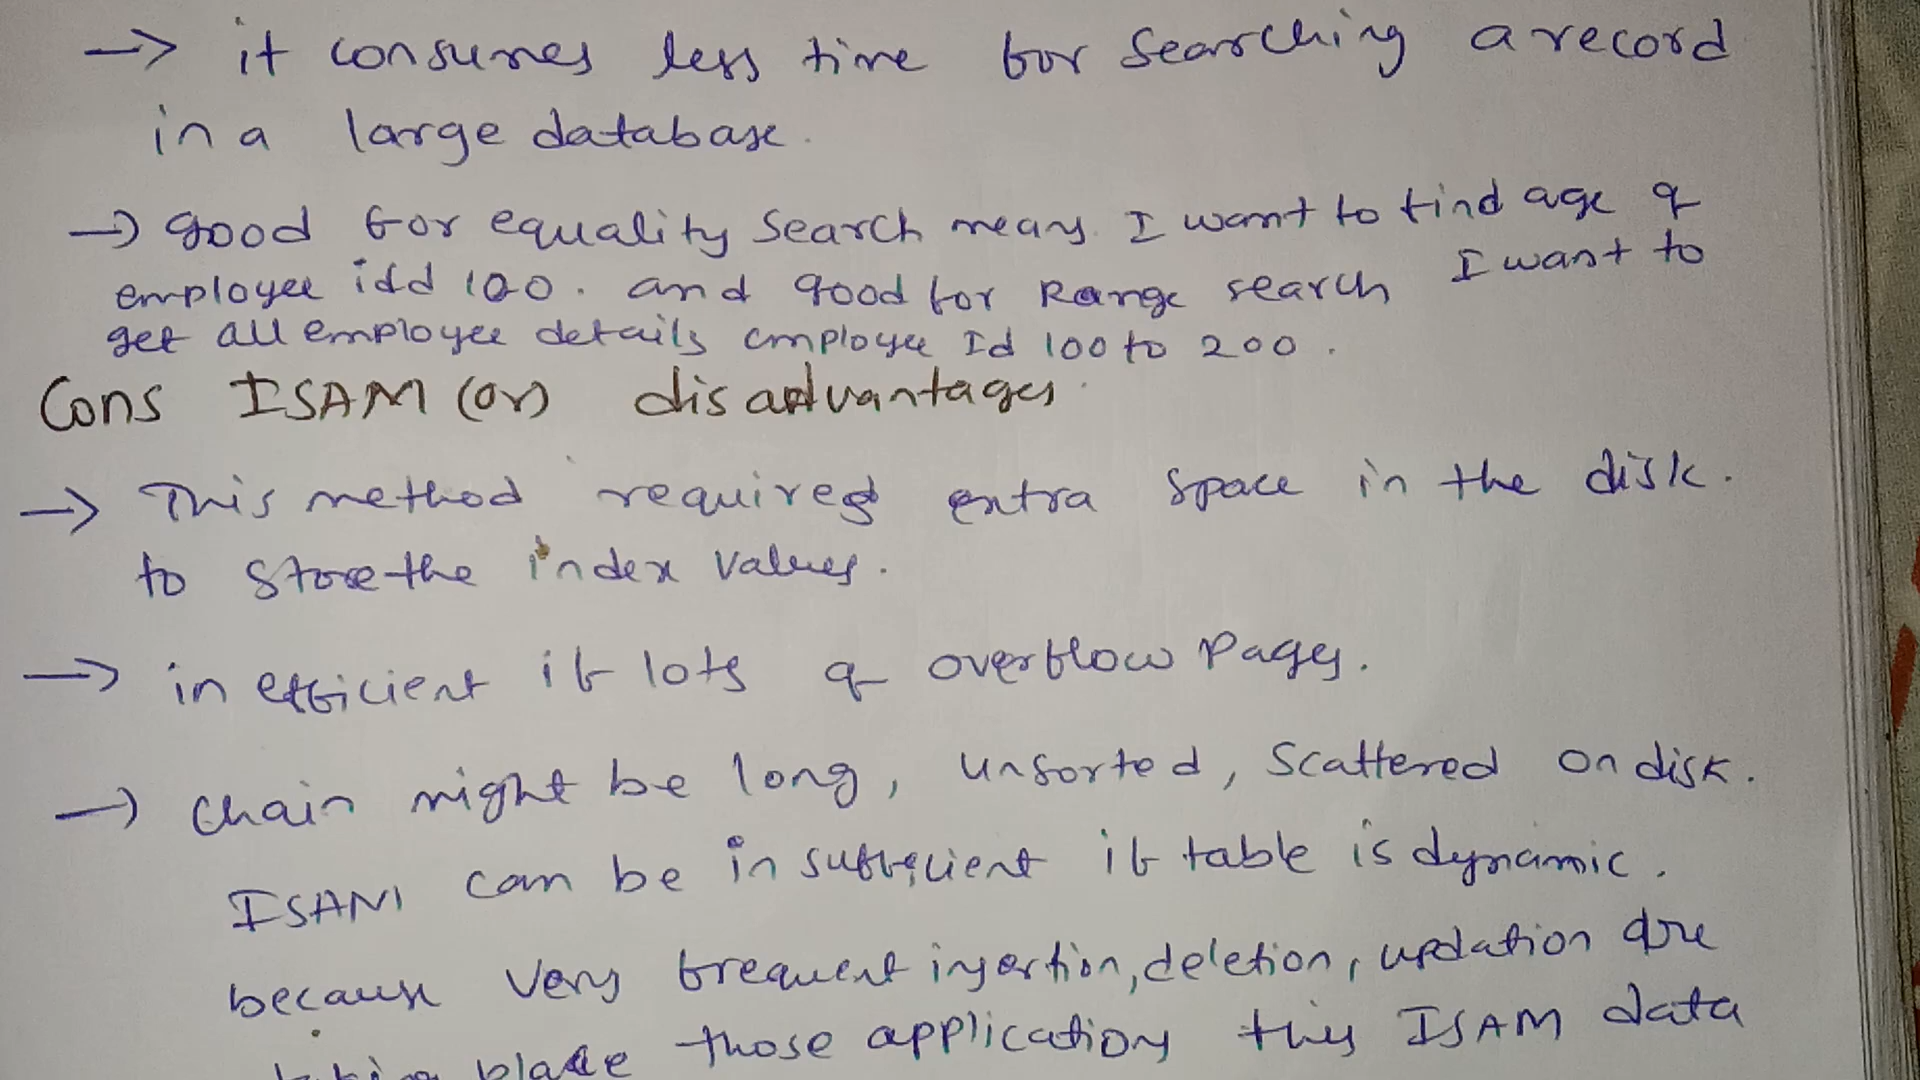 → it consumes less time for searching a record
in a large database.
→ good for equality search means I want to find age of
employee idd 100. and good for Range search I want to
get all employee details employee Id 100 to 200.
Cons ISAM (or) disadvantages.
→ This method required extra space in the disk.
to store the index values.
→ in efficient if lots of overflow pages.
→ chain might be long, unsorted, scattered on disk.
ISAM can be insufficient if table is dynamic.
because very frequent insertion, deletion, updation are
taking place those applications this ISAM data